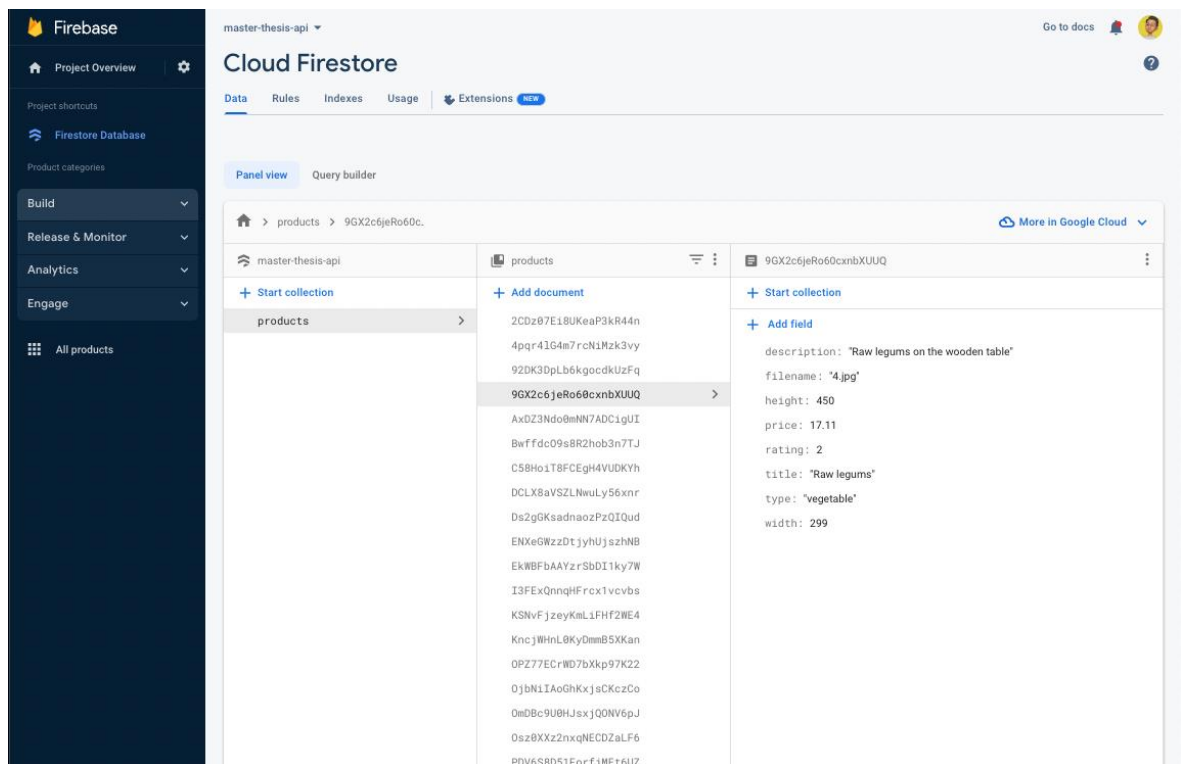 Firebase
master-thesis-api
Go to docs
Project Overview
Cloud Firestore
Project shortcuts
Data Rules Indexes Usage Extensions NEW
Firestore Database
Product categories
Panel view Query builder
Build
Release & Monitor
Analytics
Engage
All products
products > 9GX2c6jeRo60c…
More in Google Cloud
master-thesis-api
+ Start collection
products
products
+ Add document
2CDz07Ei8UKeaP3kR44n
4pqr4lG4m7rcNiMzk3vy
92DK3DpLb6kgocdkUzFq
9GX2c6jeRo60cxnbXUUQ
AxDZ3Ndo0mNN7ADCigUI
BwffdcO9s8R2hob3n7TJ
C58HoiT8FCEgH4VUDKYh
DCLX8aVSZLNwuLy56xnr
Ds2gGKsadnaozPzQIQud
ENXeGWzzDtjyhUjszhNB
EkWBFbAAYzrSbDI1ky7W
I3FExQnnqHFrcx1vcvbs
KSNvFjzeyKmLiFHf2WE4
KncjWHnL0KyDmmB5XKan
OPZ77ECrWD7bXkp97K22
OjbNiIAoGhKxjsCKczCo
OmDBc9U0HJsxjQONV6pJ
Osz0XXz2nxqNECDZaLF6
9GX2c6jeRo60cxnbXUUQ
+ Start collection
+ Add field
description: "Raw legums on the wooden table"
filename: "4.jpg"
height: 450
price: 17.11
rating: 2
title: "Raw legums"
type: "vegetable"
width: 299